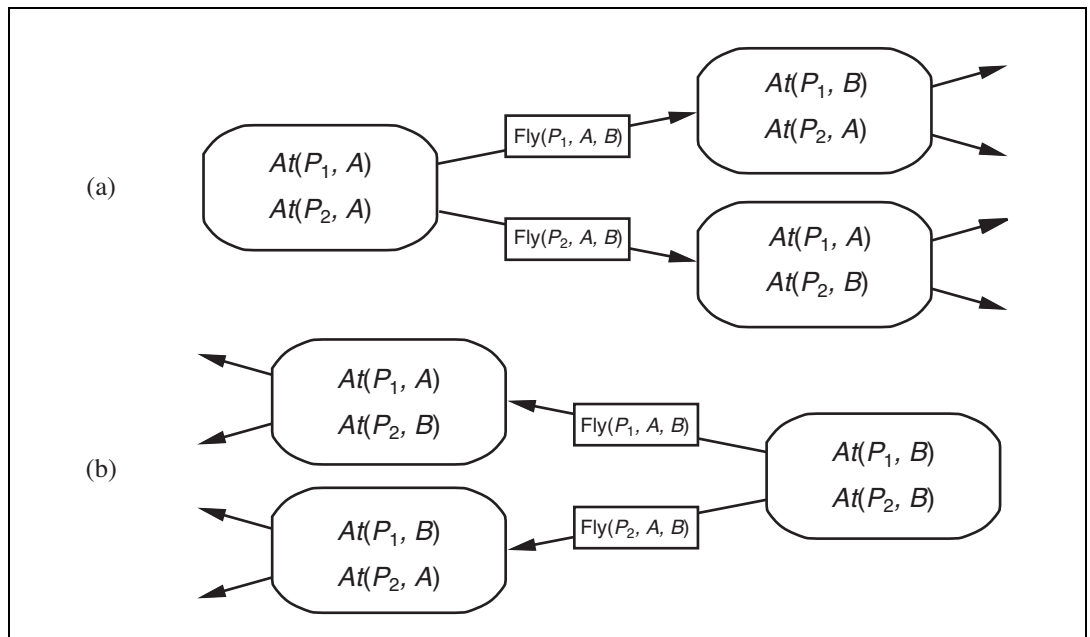 (a)
At(P₁, A)
At(P₂, A)
Fly(P₁, A, B)
Fly(P₂, A, B)
At(P₁, B)
At(P₂, A)
At(P₁, A)
At(P₂, B)
(b)
At(P₁, A)
At(P₂, B)
At(P₁, B)
At(P₂, A)
Fly(P₁, A, B)
Fly(P₂, A, B)
At(P₁, B)
At(P₂, B)